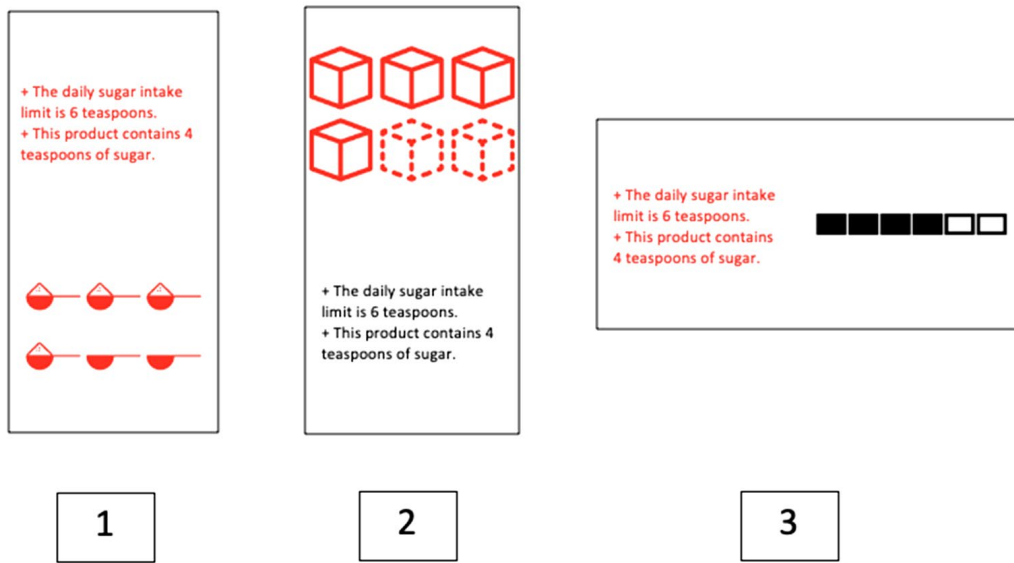 + The daily sugar intake
limit is 6 teaspoons.
+ This product contains 4
teaspoons of sugar.
+ The daily sugar intake
limit is 6 teaspoons.
+ This product contains 4
teaspoons of sugar.
+ The daily sugar intake
limit is 6 teaspoons.
+ This product contains
4 teaspoons of sugar.
1
2
3